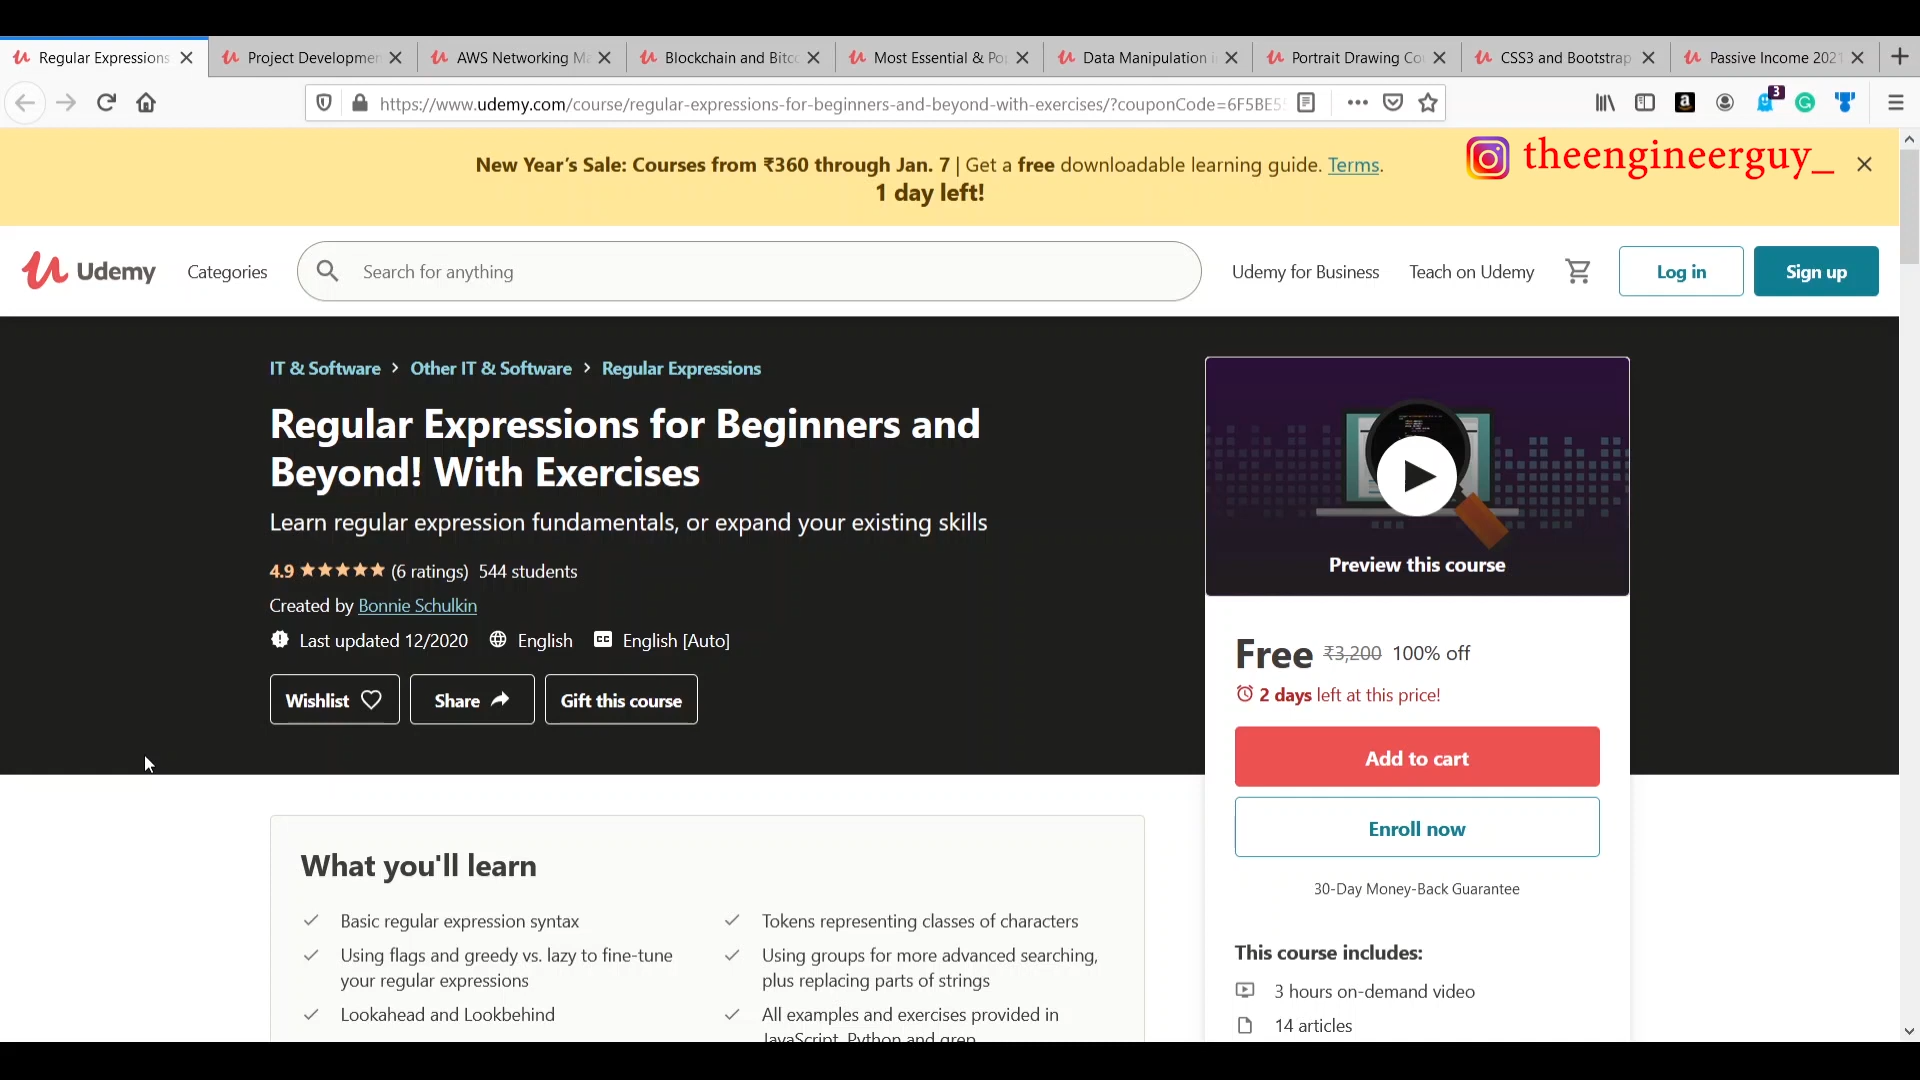 Regular Expressions
Project Developmen
AWS Networking Ma
Blockchain and Bitco
Most Essential & Po
Data Manipulation i
Portrait Drawing Co
CSS3 and Bootstrap
Passive Income 2021
https://www.udemy.com/course/regular-expressions-for-beginners-and-beyond-with-exercises/?couponCode=6F5BE5
3
New Year's Sale: Courses from ₹360 through Jan. 7 | Get a free downloadable learning guide. Terms.
1 day left!
theengineerguy_
Udemy
Categories
Search for anything
Udemy for Business
Teach on Udemy
Log in
Sign up
IT & Software > Other IT & Software > Regular Expressions
Regular Expressions for Beginners and
Beyond! With Exercises
Learn regular expression fundamentals, or expand your existing skills
4.9 ★★★★★ (6 ratings) 544 students
Created by Bonnie Schulkin
Last updated 12/2020 English CC English [Auto]
Wishlist
Share
Gift this course
Preview this course
Free ₹3,200 100% off
2 days left at this price!
Add to cart
Enroll now
30-Day Money-Back Guarantee
This course includes:
3 hours on-demand video
14 articles
What you'll learn
Basic regular expression syntax
Using flags and greedy vs. lazy to fine-tune
your regular expressions
Lookahead and Lookbehind
Tokens representing classes of characters
Using groups for more advanced searching,
plus replacing parts of strings
All examples and exercises provided in
JavaScript, Python and grep